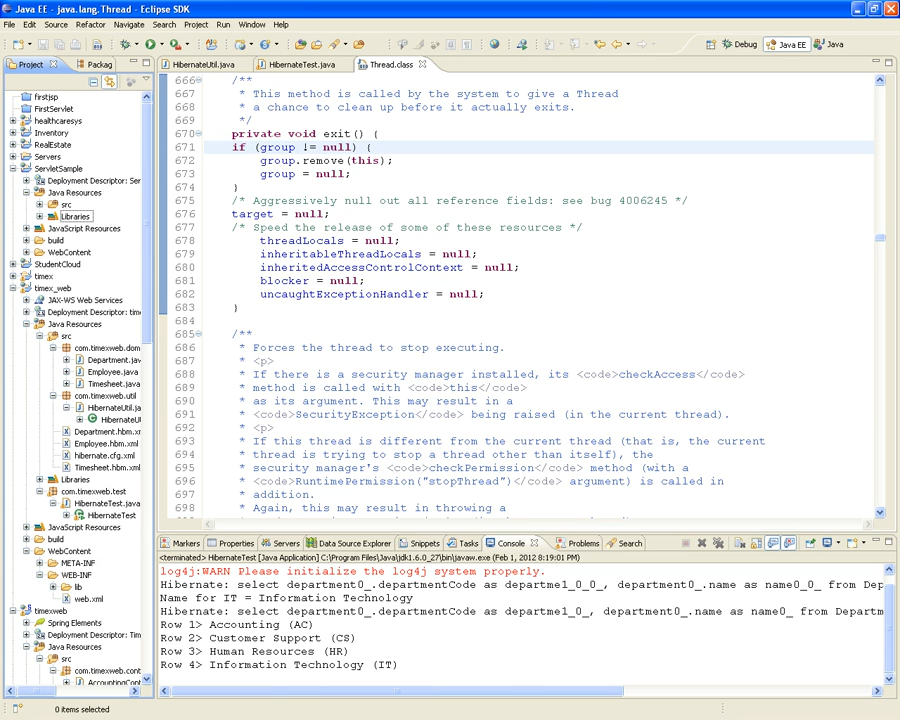 Java EE - java.lang.Thread - Eclipse SDK
File Edit Source Refactor Navigate Search Project Run Window Help
Debug Java EE Java
Project Packag
HibernateUtil.java HibernateTest.java Thread.class
firstjsp
FirstServlet
healthcaresys
Inventory
RealEstate
Servers
ServletSample
Deployment Descriptor: Ser
Java Resources
src
Libraries
JavaScript Resources
build
WebContent
StudentCloud
timex
timex_web
JAX-WS Web Services
Deployment Descriptor: time
Java Resources
src
com.timexweb.dom
Department.jav
Employee.java
Timesheet.java
com.timexweb.util
HibernateUtil.ja
HibernateUt
Department.hbm.xm
Employee.hbm.xml
hibernate.cfg.xml
Timesheet.hbm.xml
Libraries
com.timexweb.test
HibernateTest.java
HibernateTest
JavaScript Resources
build
WebContent
META-INF
WEB-INF
lib
web.xml
timexweb
Spring Elements
Deployment Descriptor: Tim
Java Resources
src
com.timexweb.cont
AccountingCont
666 /**
667 * This method is called by the system to give a Thread
668 * a chance to clean up before it actually exits.
669 */
670 private void exit() {
671 if (group != null) {
672 group.remove(this);
673 group = null;
674 }
675 /* Aggressively null out all reference fields: see bug 4006245 */
676 target = null;
677 /* Speed the release of some of these resources */
678 threadLocals = null;
679 inheritableThreadLocals = null;
680 inheritedAccessControlContext = null;
681 blocker = null;
682 uncaughtExceptionHandler = null;
683 }
684
685 /**
686 * Forces the thread to stop executing.
687 * <p>
688 * If there is a security manager installed, its <code>checkAccess</code>
689 * method is called with <code>this</code>
690 * as its argument. This may result in a
691 * <code>SecurityException</code> being raised (in the current thread).
692 * <p>
693 * If this thread is different from the current thread (that is, the current
694 * thread is trying to stop a thread other than itself), the
695 * security manager's <code>checkPermission</code> method (with a
696 * <code>RuntimePermission("stopThread")</code> argument) is called in
697 * addition.
698 * Again, this may result in throwing a
Markers Properties Servers Data Source Explorer Snippets Tasks Console Problems Search
<terminated> HibernateTest [Java Application] C:\Program Files\Java\jdk1.6.0_27\bin\javaw.exe (Feb 1, 2012 8:19:01 PM)
log4j:WARN Please initialize the log4j system properly.
Hibernate: select department0_.departmentCode as departme1_0_0_, department0_.name as name0_0_ from Dep
Name for IT = Information Technology
Hibernate: select department0_.departmentCode as departme1_0_, department0_.name as name0_ from Departm
Row 1> Accounting (AC)
Row 2> Customer Support (CS)
Row 3> Human Resources (HR)
Row 4> Information Technology (IT)
0 items selected